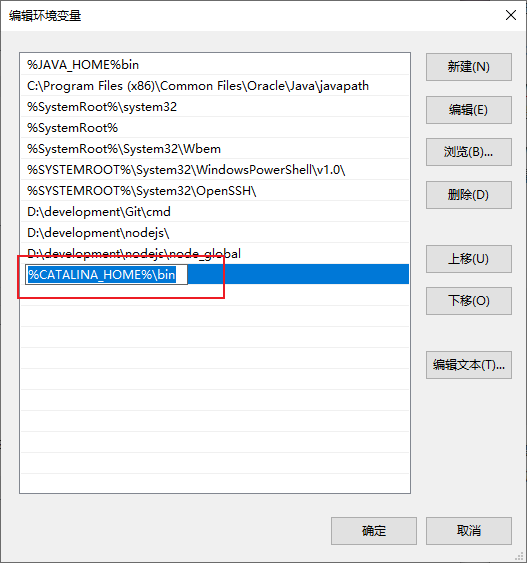 编辑环境变量
%JAVA_HOME%bin
C:\Program Files (x86)\Common Files\Oracle\Java\javapath
%SystemRoot%\system32
%SystemRoot%
%SystemRoot%\System32\Wbem
%SYSTEMROOT%\System32\WindowsPowerShell\v1.0\
%SYSTEMROOT%\System32\OpenSSH\
D:\development\Git\cmd
D:\development\nodejs\
D:\development\nodejs\node_global
%CATALINA_HOME%\bin
新建(N)
编辑(E)
浏览(B)...
删除(D)
上移(U)
下移(O)
编辑文本(T)...
确定
取消